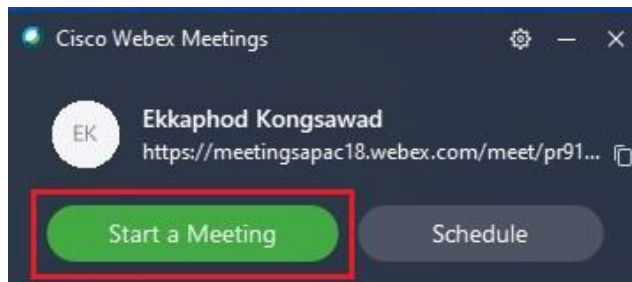 Cisco Webex Meetings
EK
Ekkaphod Kongsawad
https://meetingsapac18.webex.com/meet/pr91...
Start a Meeting
Schedule